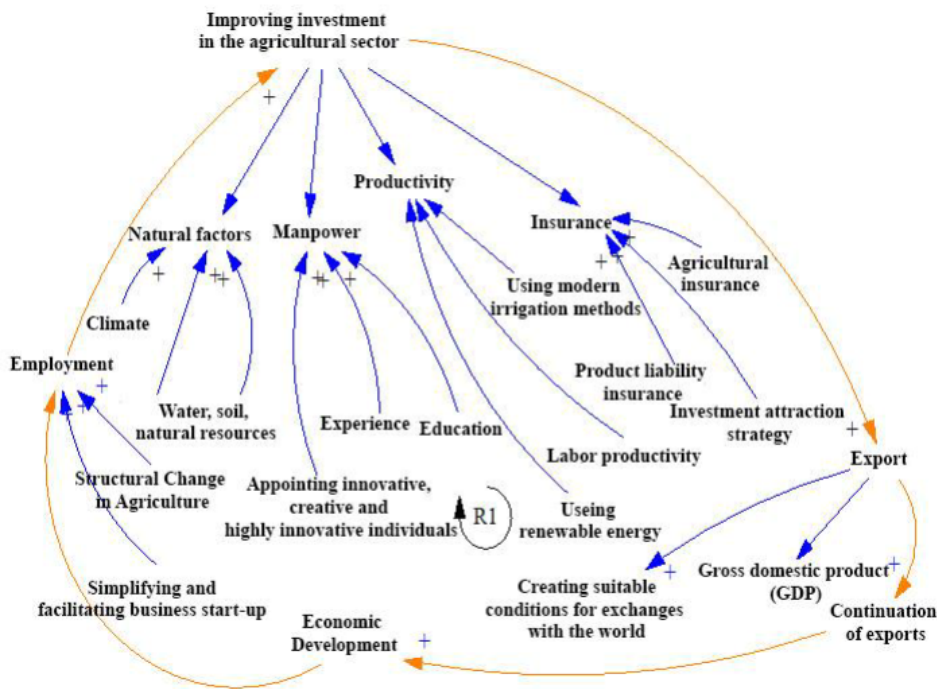 Improving investment
in the agricultural sector
+
Productivity
Natural factors
Manpower
Insurance
+
Agricultural
insurance
+
+
+
+
+
+
+
+
Using modern
irrigation methods
Climate
Employment
+
+
+
Product liability
insurance
Water, soil,
natural resources
Experience
Education
Investment attraction
strategy
+
Labor productivity
Export
Structural Change
in Agriculture
Appointing innovative,
creative and
highly innovative individuals
R1
Useing
renewable energy
Simplifying and
facilitating business start-up
Creating suitable
conditions for exchanges
with the world
+
Gross domestic product
(GDP)
+
Continuation
of exports
Economic
Development
+